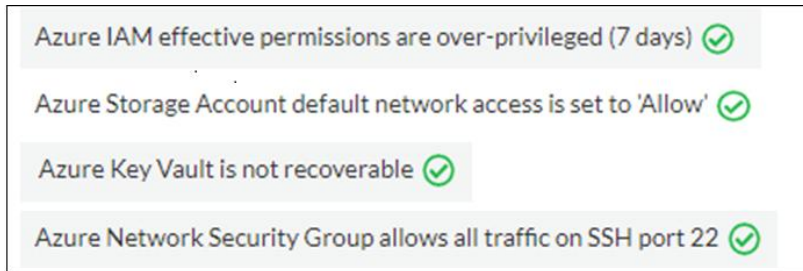 Azure IAM effective permissions are over-privileged (7 days)
Azure Storage Account default network access is set to 'Allow'
Azure Key Vault is not recoverable
Azure Network Security Group allows all traffic on SSH port 22